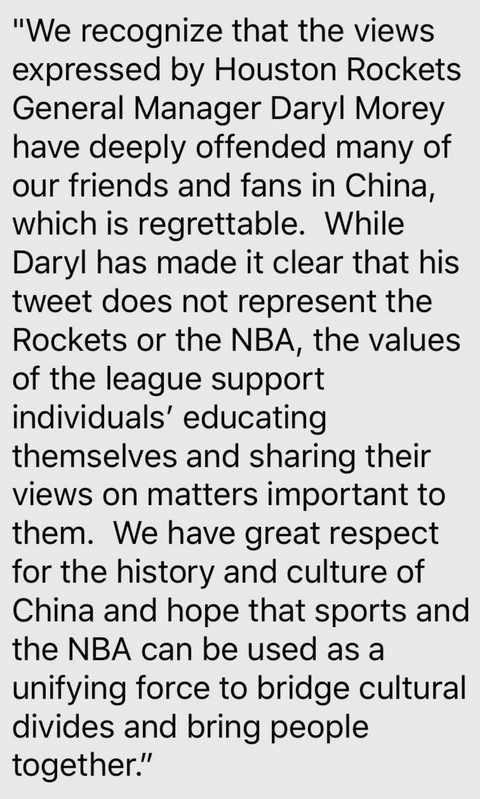 "We recognize that the views
expressed by Houston Rockets
General Manager Daryl Morey
have deeply offended many of
our friends and fans in China,
which is regrettable.  While
Daryl has made it clear that his
tweet does not represent the
Rockets or the NBA, the values
of the league support
individuals’ educating
themselves and sharing their
views on matters important to
them.  We have great respect
for the history and culture of
China and hope that sports and
the NBA can be used as a
unifying force to bridge cultural
divides and bring people
together.”